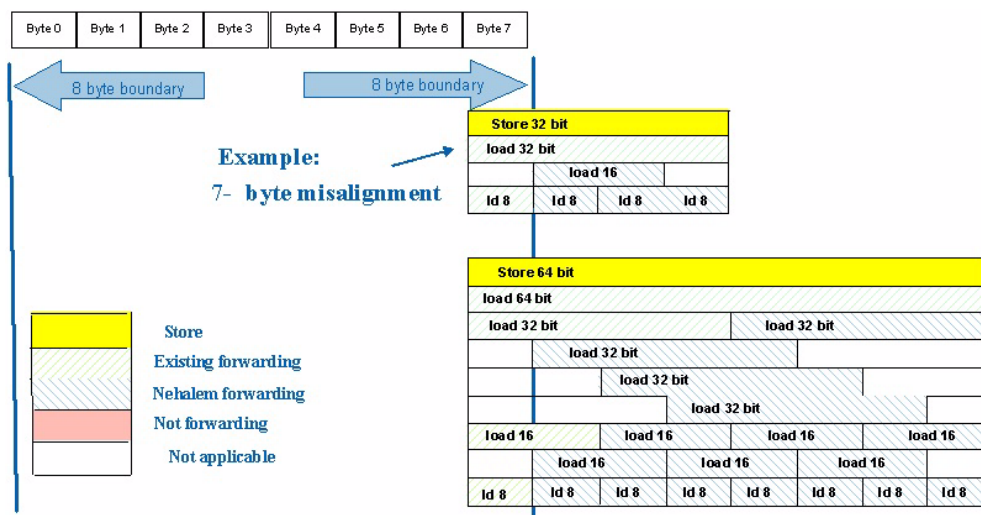 Byte 0 Byte 1 Byte 2 Byte 3 Byte 4 Byte 5 Byte 6 Byte 7
8 byte boundary 8 byte boundary
Store 32 bit
Example:
7- byte misalignment
load 32 bit
load 16
ld 8 ld 8 ld 8 ld 8
Store 64 bit
load 64 bit
load 32 bit load 32 bit
load 32 bit
load 32 bit
load 32 bit
load 16 load 16 load 16 load 16
load 16 load 16 load 16
ld 8 ld 8 ld 8 ld 8 ld 8 ld 8 ld 8 ld 8
Store
Existing forwarding
Nehalem forwarding
Not forwarding
Not applicable